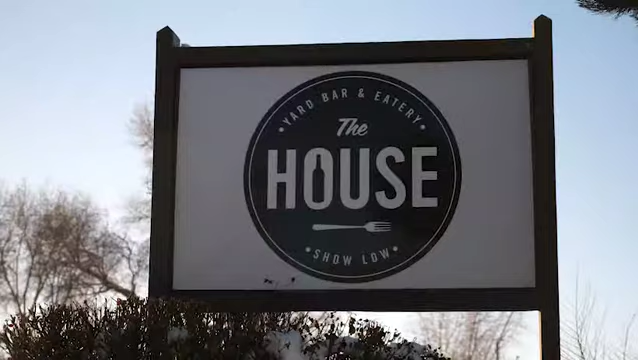 • YARD BAR & EATERY •
The
HOUSE
• SHOW LOW •